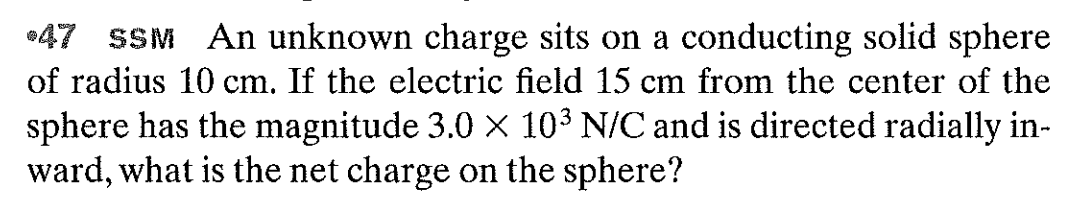 •47 SSM An unknown charge sits on a conducting solid sphere
of radius 10 cm. If the electric field 15 cm from the center of the
sphere has the magnitude 3.0 × 10³ N/C and is directed radially in-
ward, what is the net charge on the sphere?